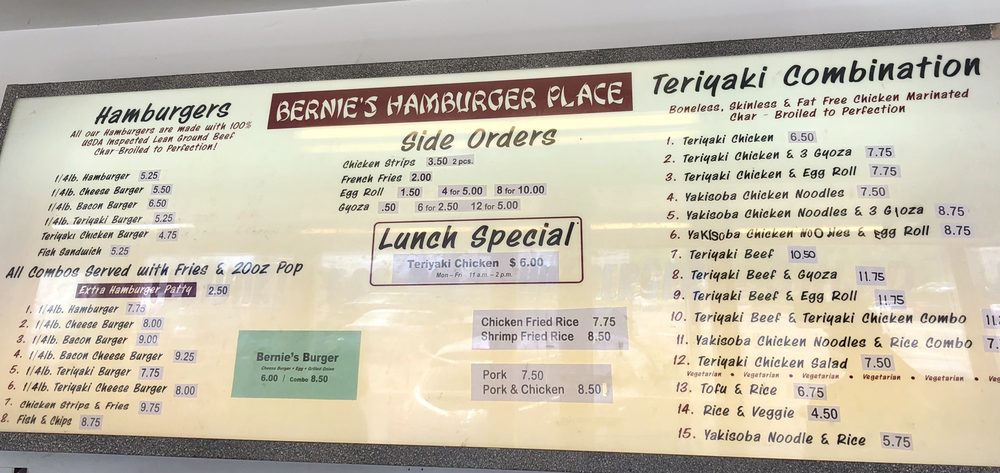 BERNIE'S HAMBURGER PLACE
Hamburgers
All our Hamburgers are made with 100%
USDA Inspected Lean Ground Beef
Char-Broiled to Perfection!
1/4lb. Hamburger 5.25
1/4lb. Cheese Burger 5.50
1/4lb. Bacon Burger 6.50
1/4lb. Teriyaki Burger 5.25
Teriyaki Chicken Burger 4.75
Fish Sandwich 5.25
All Combos Served with Fries & 20oz Pop
Extra Hamburger Patty 2.50
1. 1/4lb. Hamburger 7.75
2. 1/4lb. Cheese Burger 8.00
3. 1/4lb. Bacon Burger 9.00
4. 1/4lb. Bacon Cheese Burger 9.25
5. 1/4lb. Teriyaki Burger 7.75
6. 1/4lb. Teriyaki Cheese Burger 8.00
7. Chicken Strips & Fries 9.75
8. Fish & Chips 8.75
Side Orders
Chicken Strips 3.50 2 pcs.
French Fries 2.00
Egg Roll 1.50 4 for 5.00 8 for 10.00
Gyoza .50 6 for 2.50 12 for 5.00
Lunch Special
Teriyaki Chicken $ 6.00
Mon - Fri 11 a.m. - 2 p.m.
Bernie's Burger
Cheese Burger • Egg • Grilled Onion
6.00 / Combo 8.50
Chicken Fried Rice 7.75
Shrimp Fried Rice 8.50
Pork 7.50
Pork & Chicken 8.50
Teriyaki Combination
Boneless, Skinless & Fat Free Chicken Marinated
Char - Broiled to Perfection
1. Teriyaki Chicken 6.50
2. Teriyaki Chicken & 3 Gyoza 7.75
3. Teriyaki Chicken & Egg Roll 7.75
4. Yakisoba Chicken Noodles 7.50
5. Yakisoba Chicken Noodles & 3 Gyoza 8.75
6. Yakisoba Chicken Noodles & Egg Roll 8.75
7. Teriyaki Beef 10.50
8. Teriyaki Beef & Gyoza 11.75
9. Teriyaki Beef & Egg Roll 11.75
10. Teriyaki Beef & Teriyaki Chicken Combo
11. Yakisoba Chicken Noodles & Rice Combo
12. Teriyaki Chicken Salad 7.50
Vegetarian • Vegetarian • Vegetarian • Vegetarian • Vegetarian •
13. Tofu & Rice 6.75
14. Rice & Veggie 4.50
15. Yakisoba Noodle & Rice 5.75